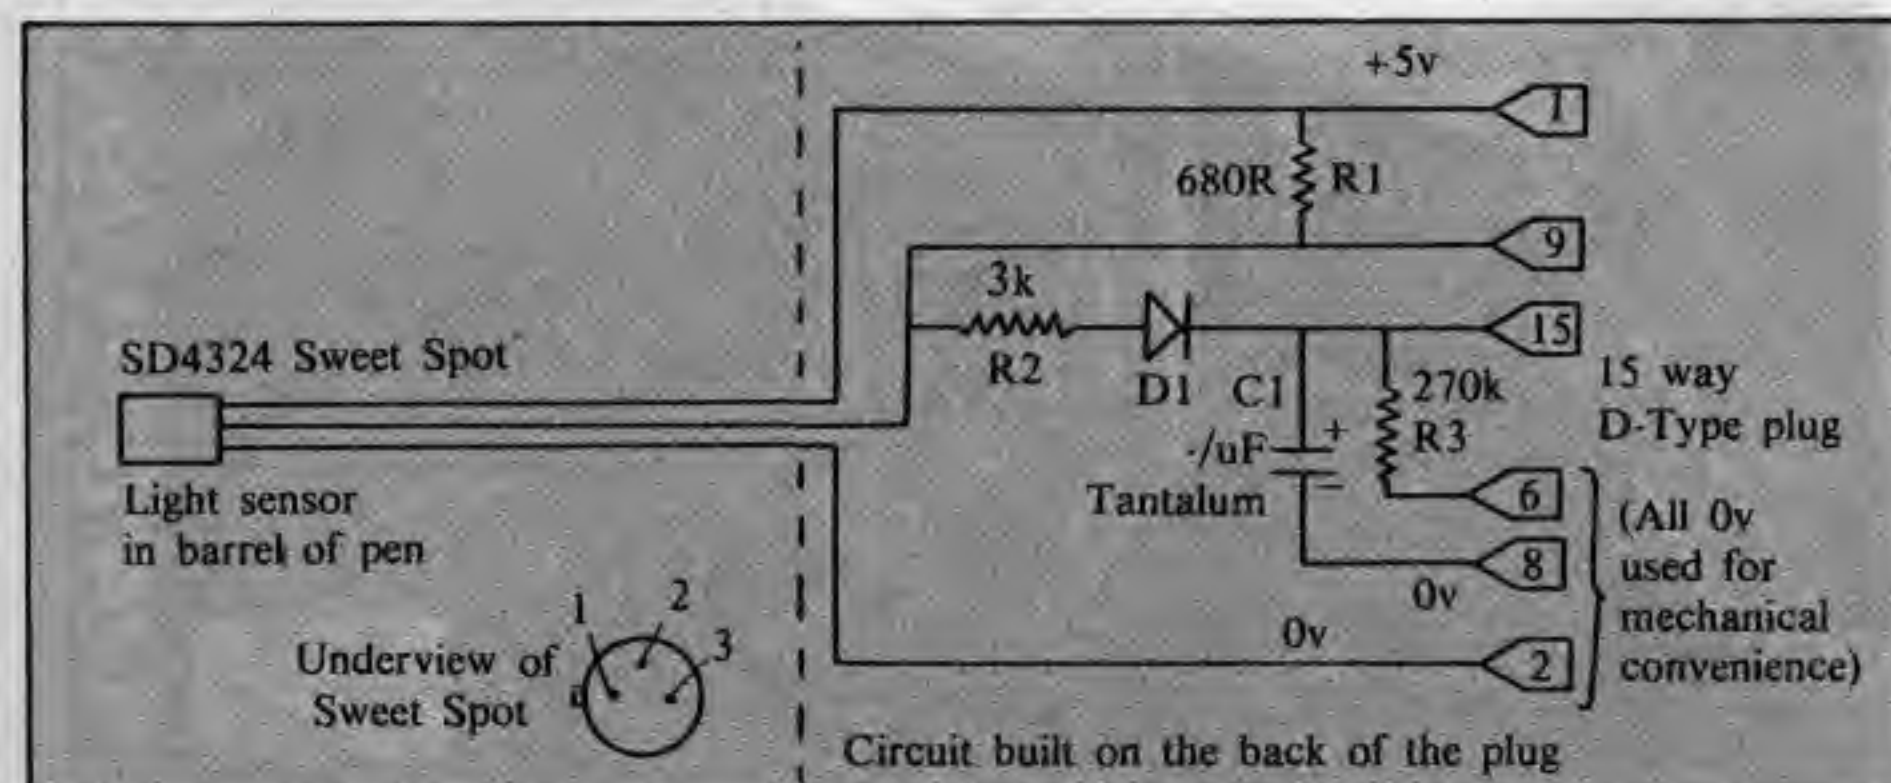 +5v
1
680R R1
9
3k
R2
15
SD4324 Sweet Spot
D1 C1
270k
R3
15 way
D-Type plug
-/uF
+
Tantalum
−
Light sensor
in barrel of pen
6
8
0v
0v
2
(All 0v
used for
mechanical
convenience)
1 2 3
Underview of
Sweet Spot
Circuit built on the back of the plug